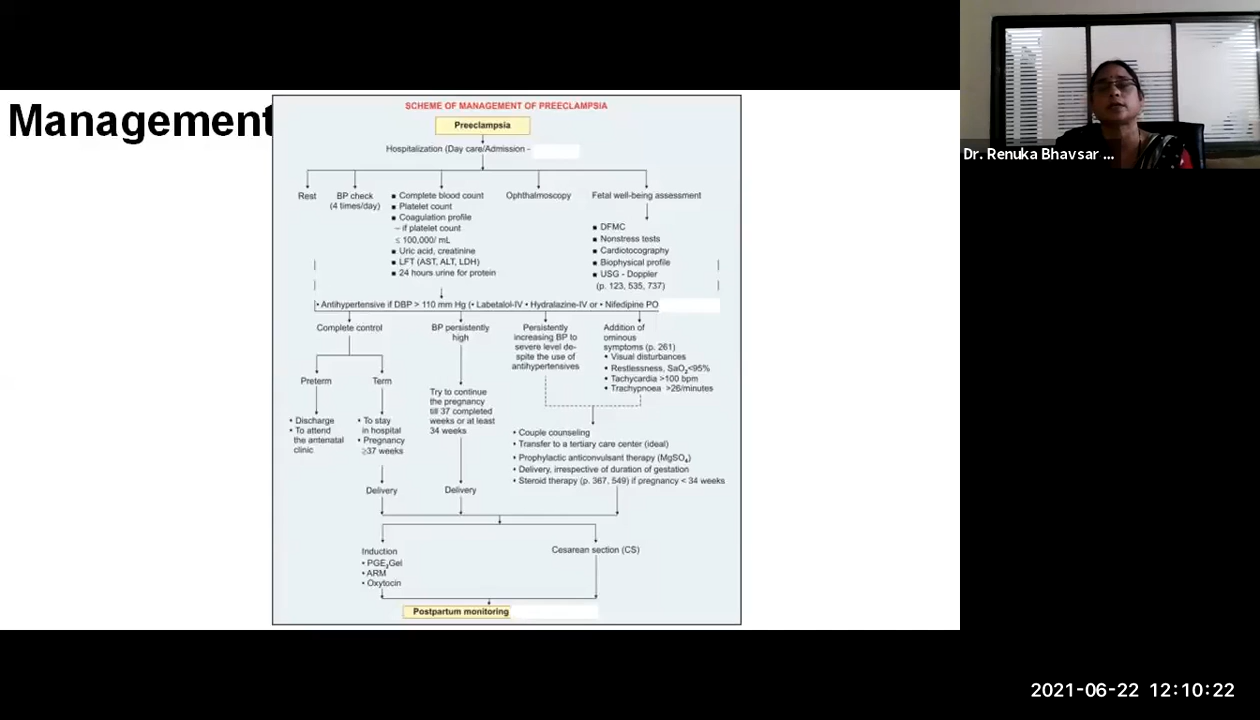 Management
SCHEME OF MANAGEMENT OF PREECLAMPSIA
Preeclampsia
Hospitalization (Day care/Admission -
Rest
BP check
(4 times/day)
▪ Complete blood count
▪ Platelet count
▪ Coagulation profile
– if platelet count
≤ 100,000/ mL
▪ Uric acid, creatinine
▪ LFT (AST, ALT, LDH)
▪ 24 hours urine for protein
Ophthalmoscopy
Fetal well-being assessment
▪ DFMC
▪ Nonstress tests
▪ Cardiotocography
▪ Biophysical profile
▪ USG - Doppler
(p. 123, 535, 737)
• Antihypertensive if DBP > 110 mm Hg (• Labetalol-IV • Hydralazine-IV or • Nifedipine PO
Complete control
Preterm
• Discharge
• To attend
the antenatal
clinic
Term
• To stay
in hospital
• Pregnancy
≥37 weeks
Delivery
BP persistently
high
Try to continue
the pregnancy
till 37 completed
weeks or at least
34 weeks
Delivery
Persistently
increasing BP to
severe level de-
spite the use of
antihypertensives
Addition of
ominous
symptoms (p. 261)
• Visual disturbances
• Restlessness, SaO₂<95%
• Tachycardia >100 bpm
• Trachypnoea >26/minutes
• Couple counseling
• Transfer to a tertiary care center (ideal)
• Prophylactic anticonvulsant therapy (MgSO₄)
• Delivery, irrespective of duration of gestation
• Steroid therapy (p. 367, 549) if pregnancy < 34 weeks
Induction
• PGE₂Gel
• ARM
• Oxytocin
Cesarean section (CS)
Postpartum monitoring
Dr. Renuka Bhavsar ...
2021-06-22 12:10:22